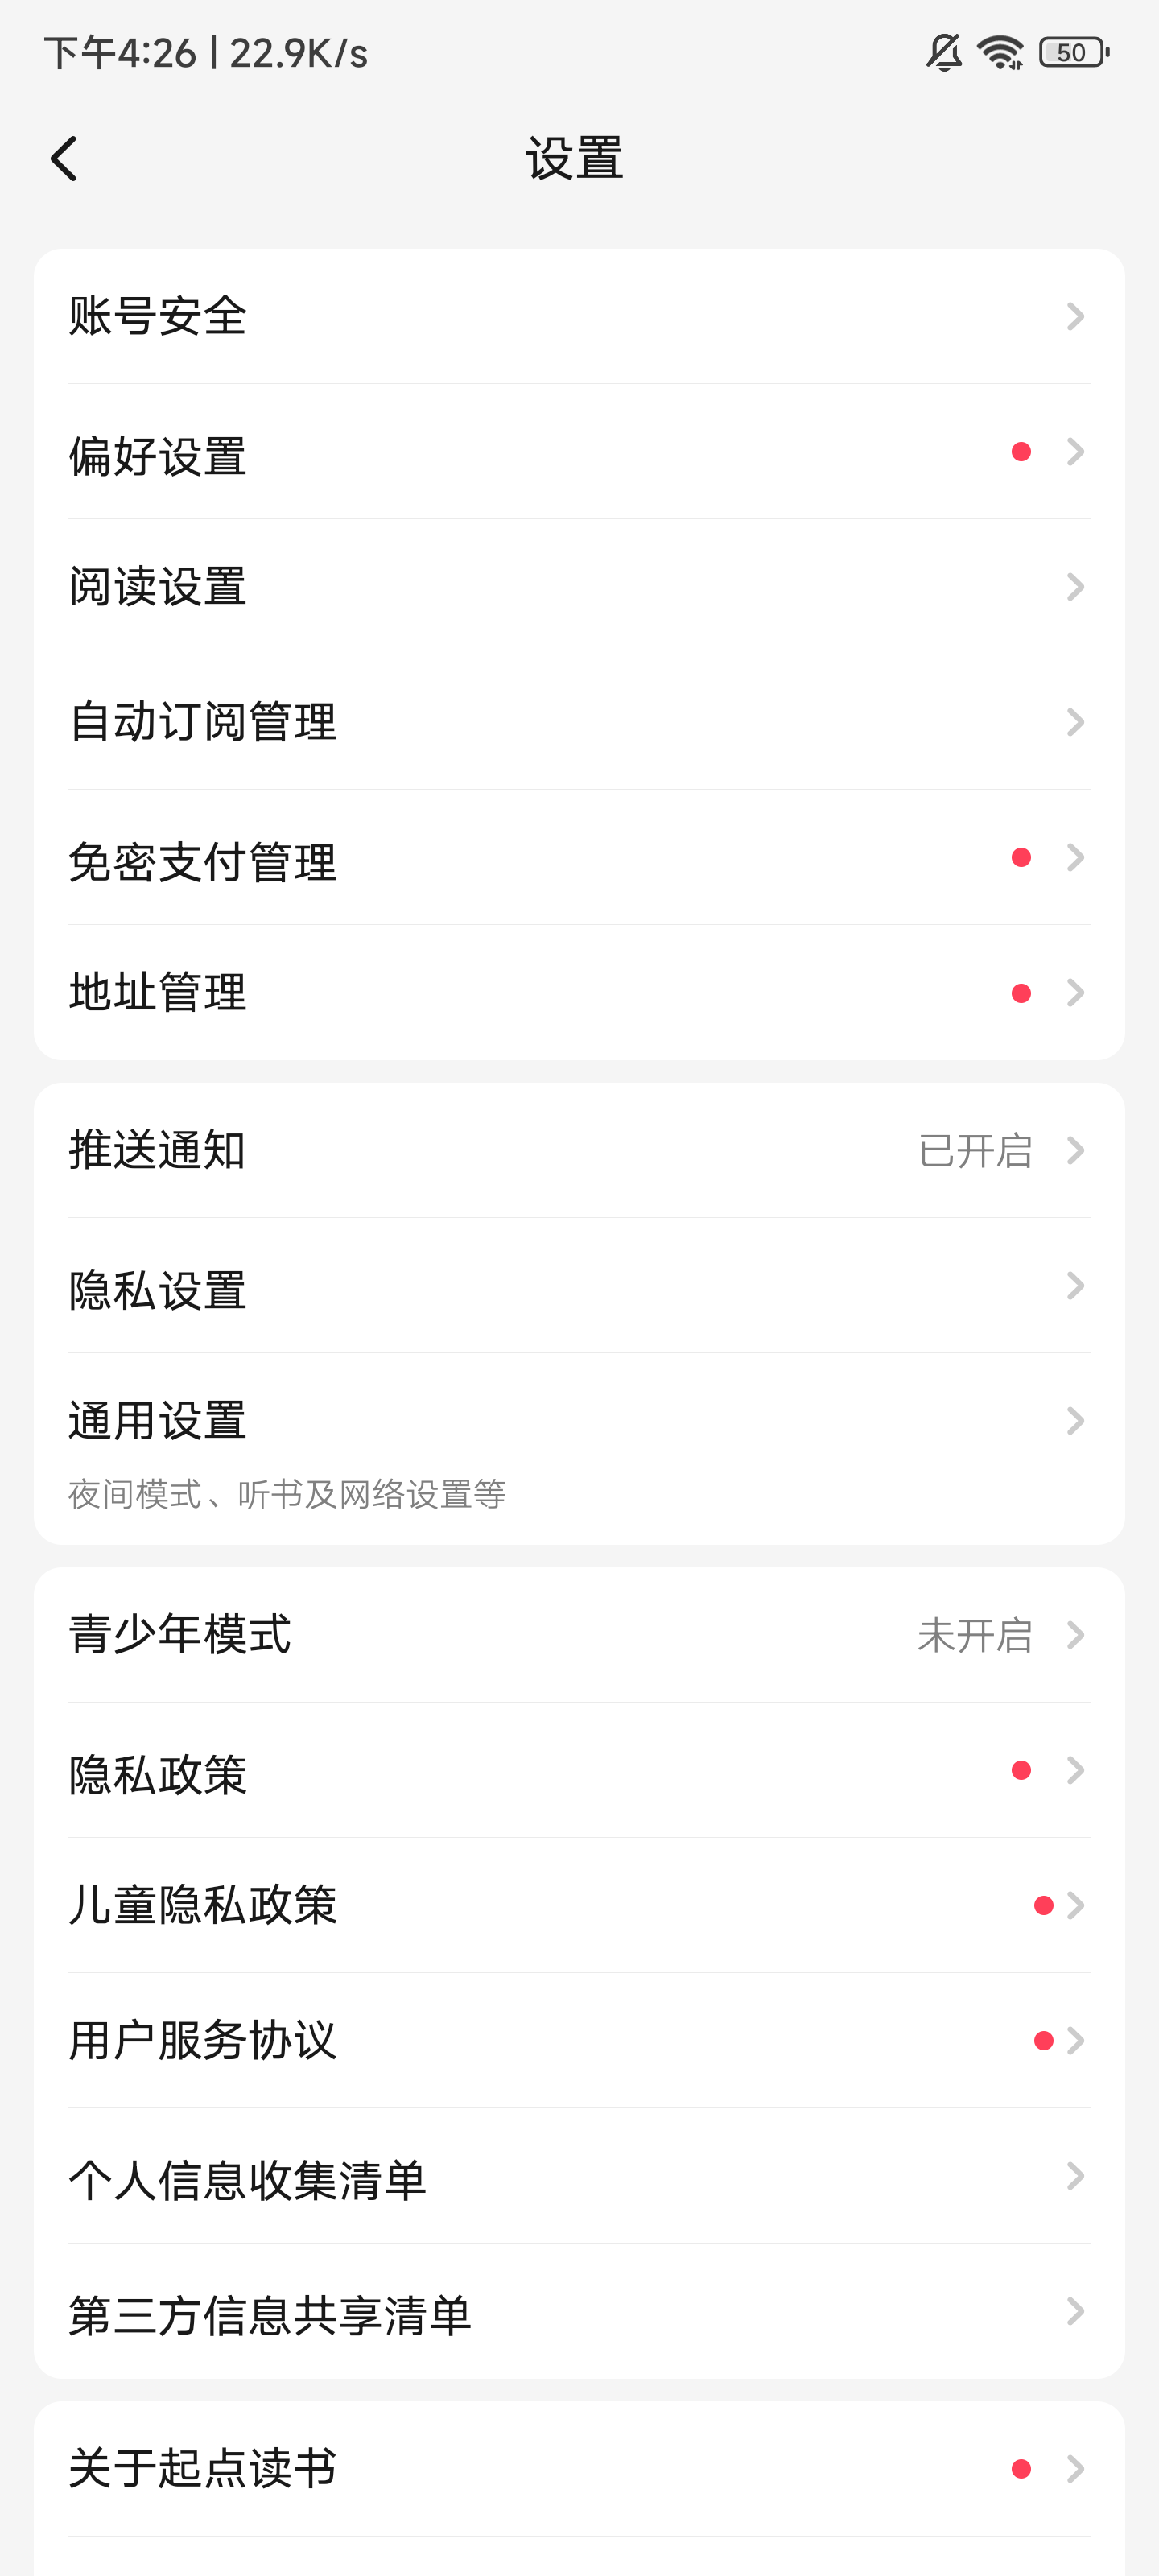 下午4:26 | 22.9K/s
50
设置
账号安全
偏好设置
阅读设置
自动订阅管理
免密支付管理
地址管理
推送通知 已开启
隐私设置
通用设置
夜间模式、听书及网络设置等
青少年模式 未开启
隐私政策
儿童隐私政策
用户服务协议
个人信息收集清单
第三方信息共享清单
关于起点读书